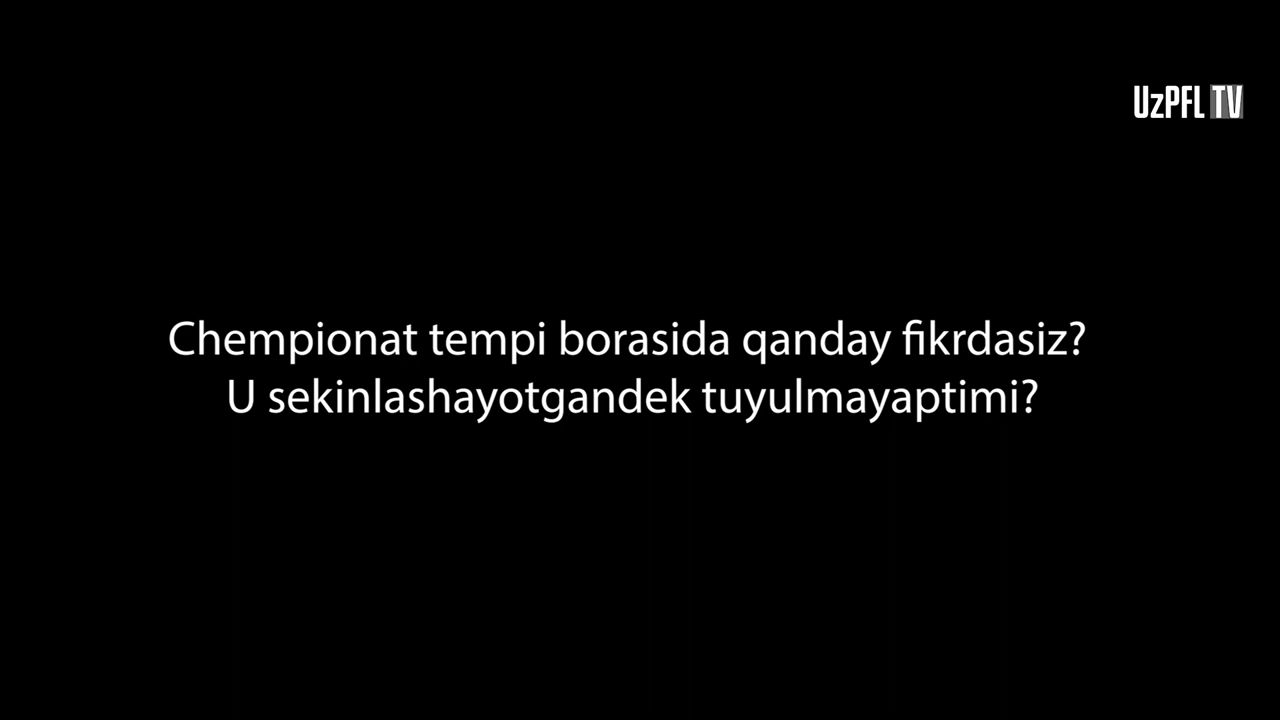 UzPFL TV
Chempionat tempi borasida qanday fikrdasiz?
U sekinlashayotgandek tuyulmayaptimi?